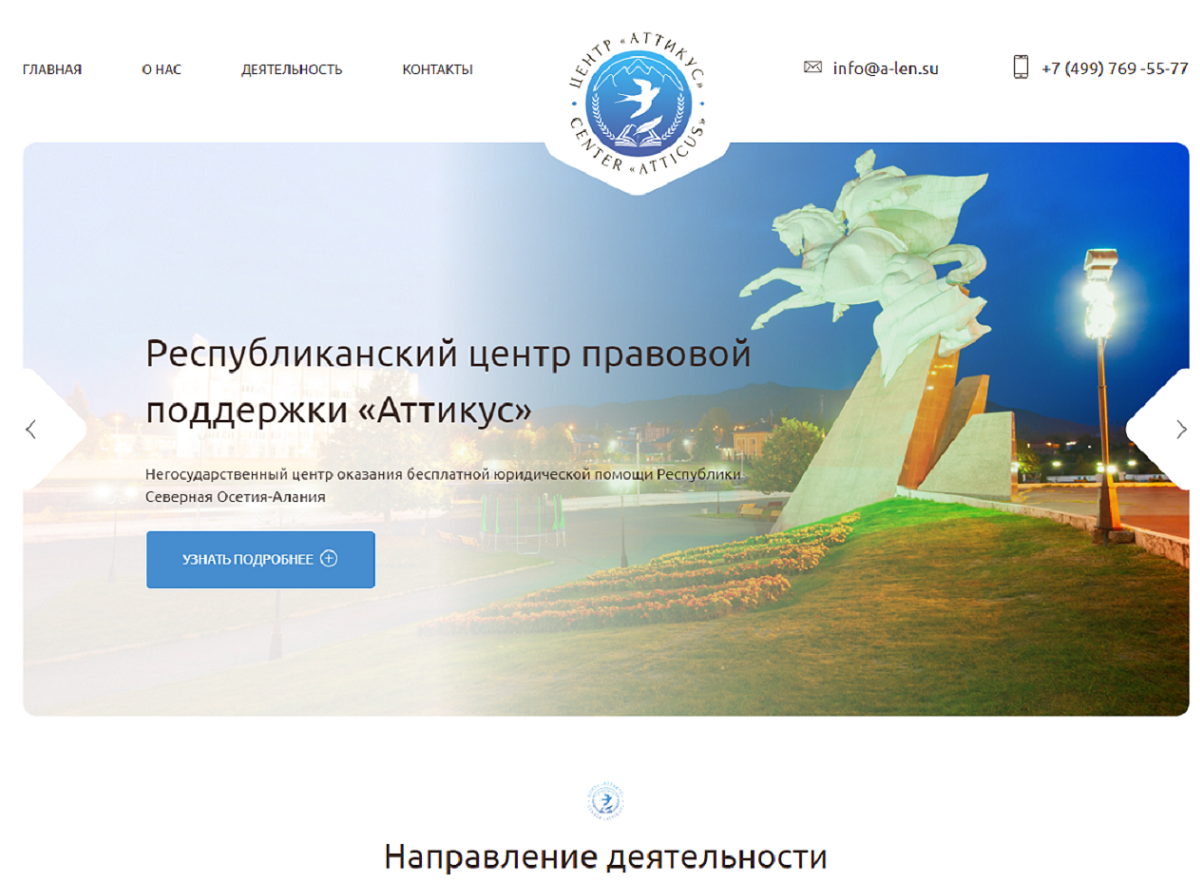 ГЛАВНАЯ
О НАС
ДЕЯТЕЛЬНОСТЬ
КОНТАКТЫ
ЦЕНТР «АТТИКУС»
CENTER «ATTICUS»
info@a-len.su
+7 (499) 769 -55-77
Республиканский центр правовой
поддержки «Аттикус»
Негосударственный центр оказания бесплатной юридической помощи Республики
Северная Осетия-Алания
УЗНАТЬ ПОДРОБНЕЕ
Направление деятельности